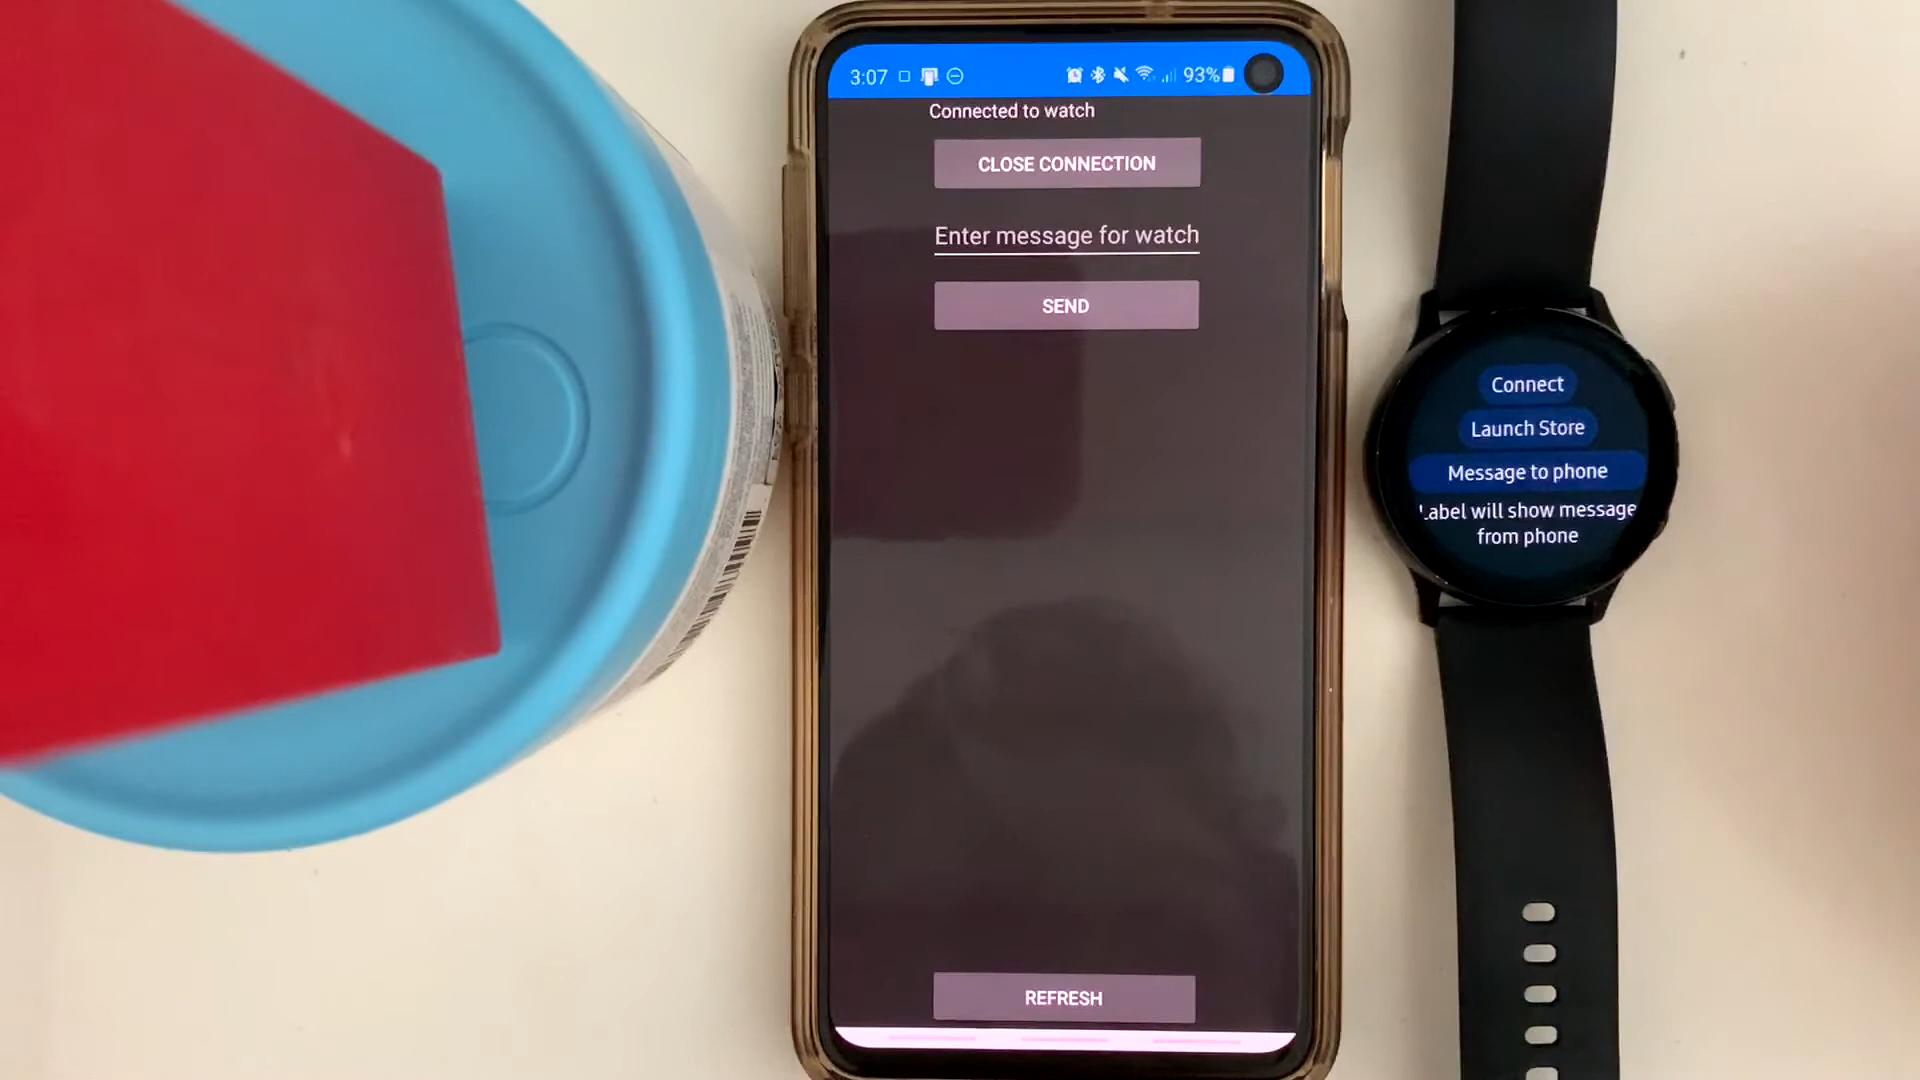 3:07
93%
Connected to watch
CLOSE CONNECTION
Enter message for watch
SEND
REFRESH
Connect
Launch Store
Message to phone
Label will show message
from phone